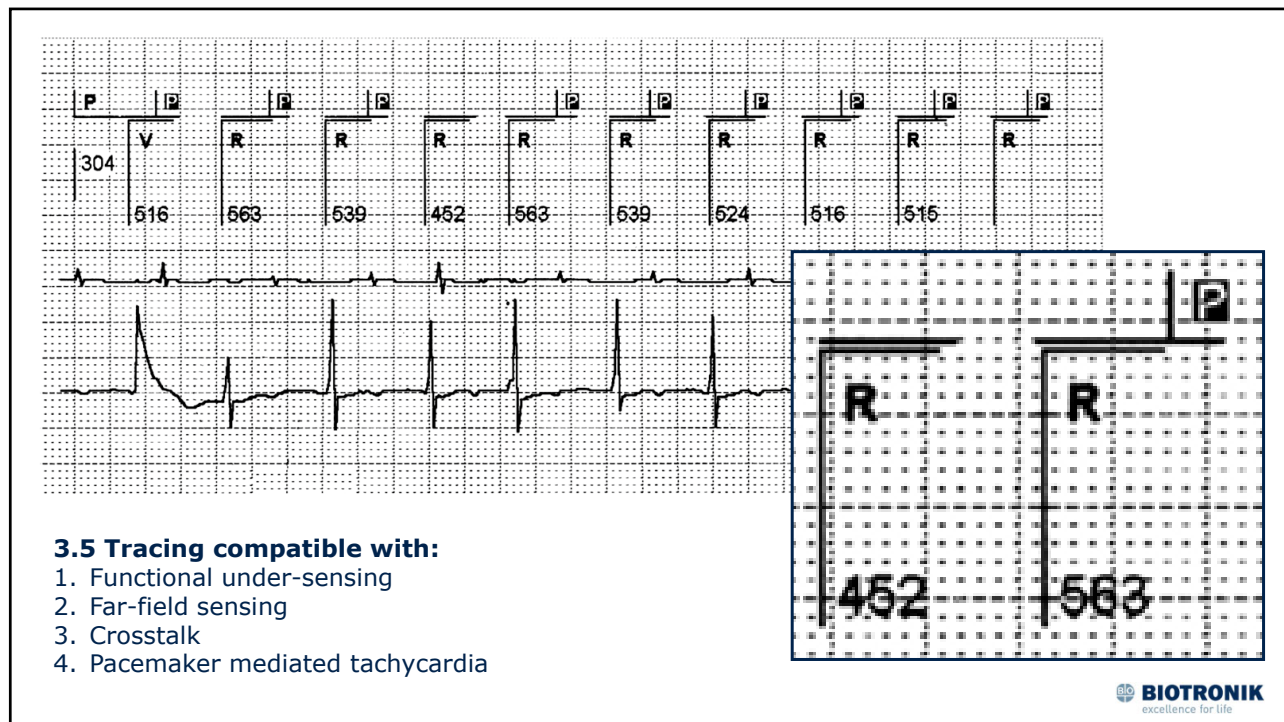 P P P P P P P P P P
V R R R R R R R R R
304
516 563 539 452 563 539 524 516 515
P
R R
452 563
3.5 Tracing compatible with:
1. Functional under-sensing
2. Far-field sensing
3. Crosstalk
4. Pacemaker mediated tachycardia
BIO BIOTRONIK
excellence for life